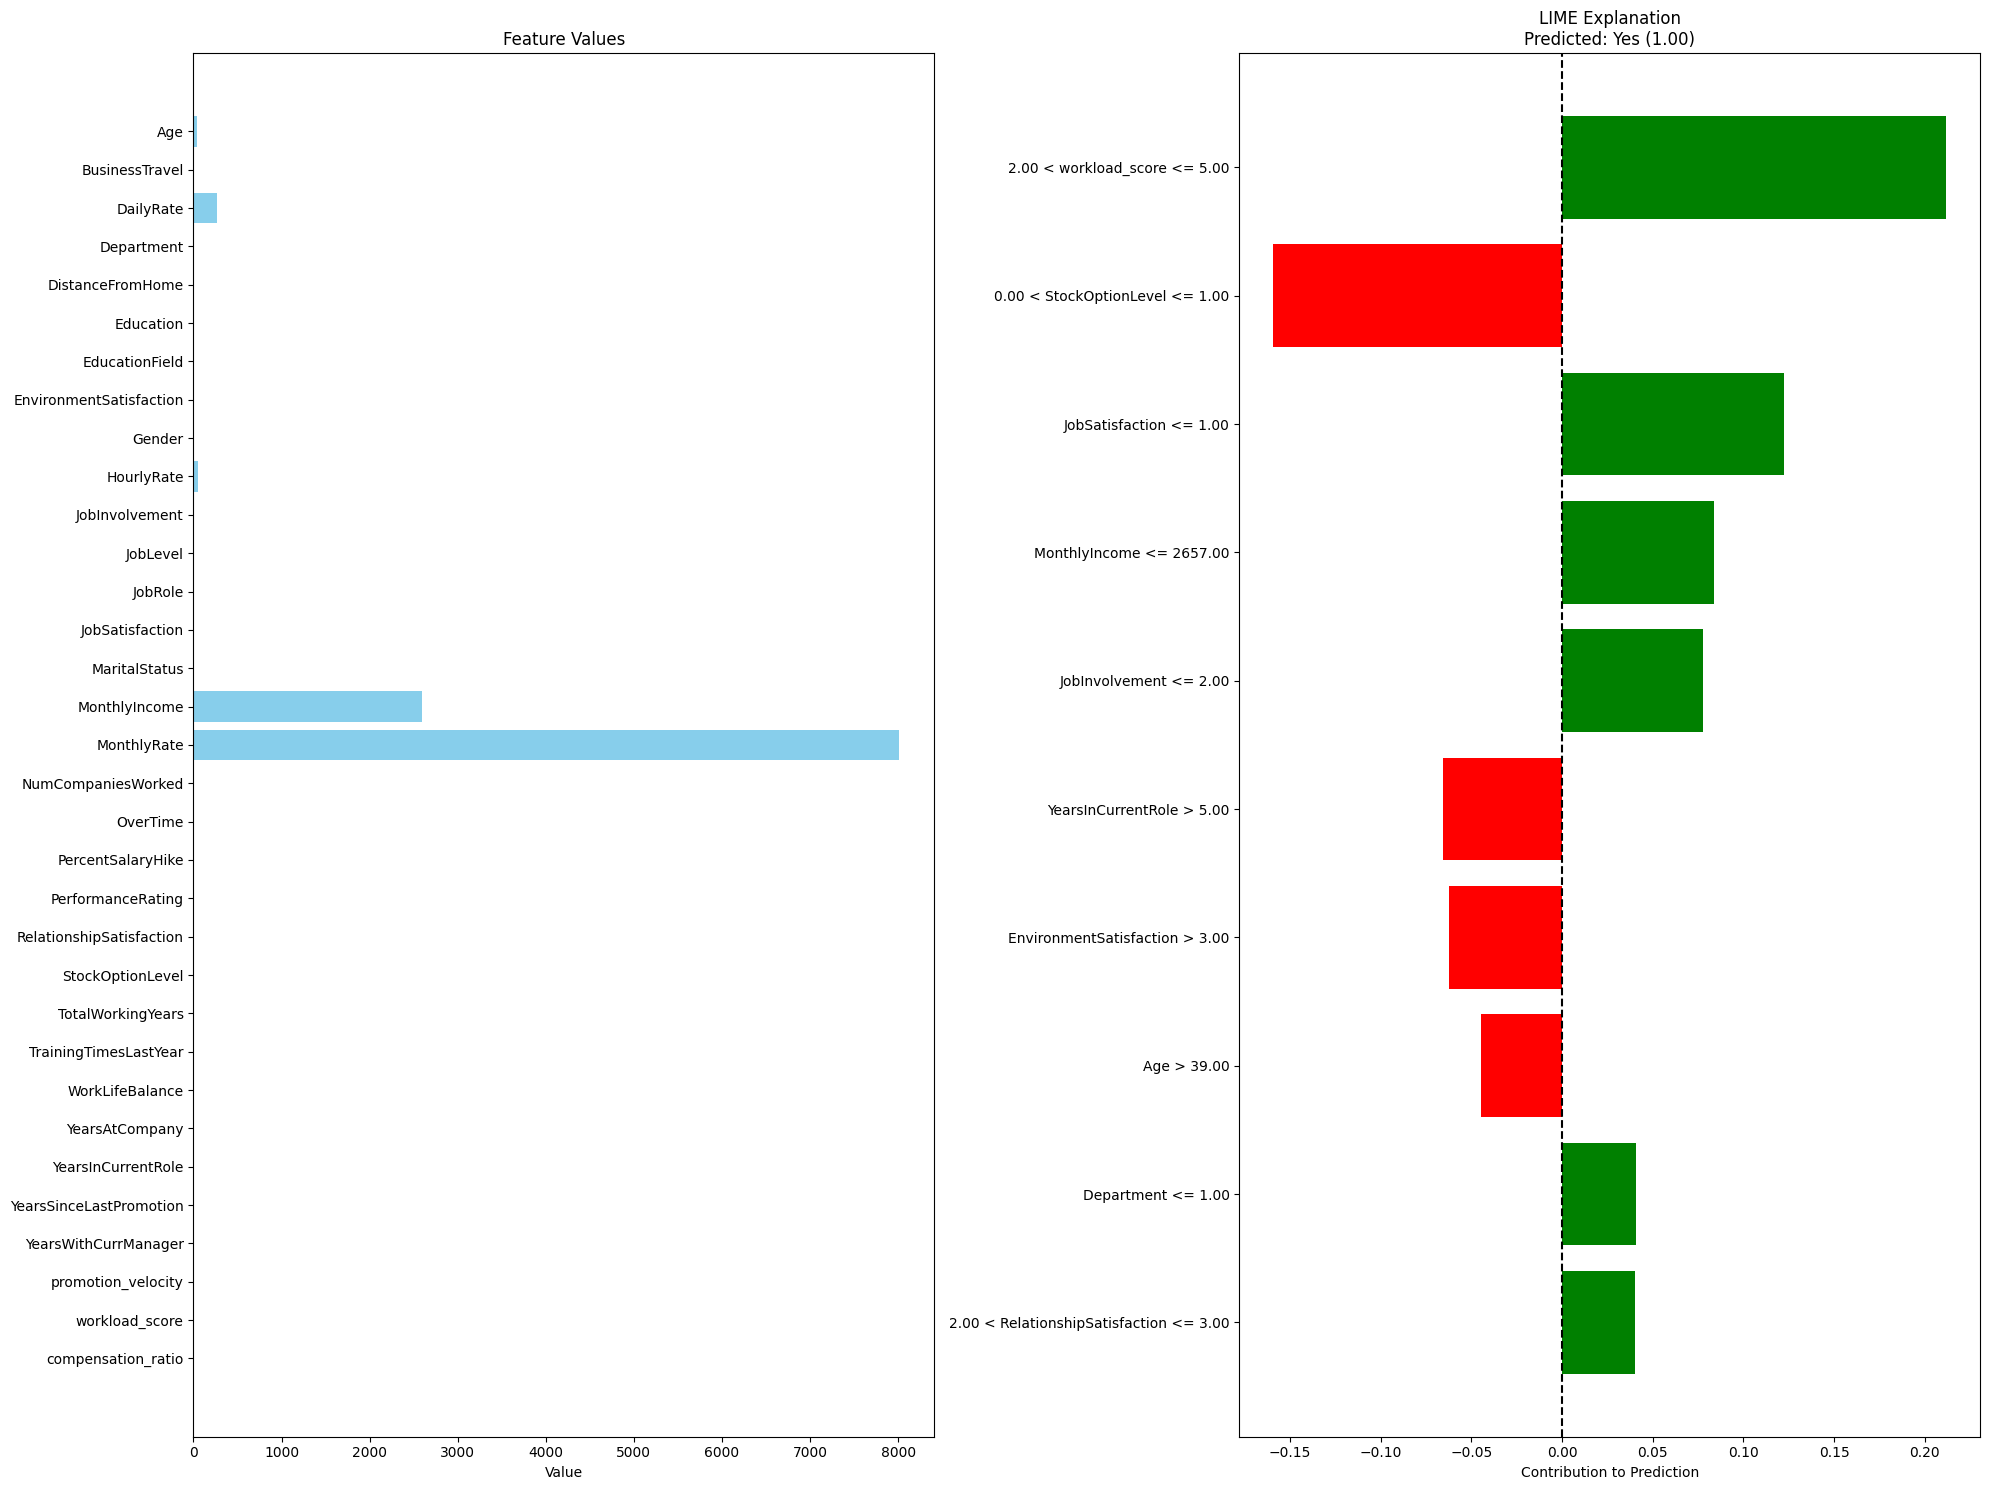 Feature Values
Age
BusinessTravel
DailyRate
Department
DistanceFromHome
Education
EducationField
EnvironmentSatisfaction
Gender
HourlyRate
JobInvolvement
JobLevel
JobRole
JobSatisfaction
MaritalStatus
MonthlyIncome
MonthlyRate
NumCompaniesWorked
OverTime
PercentSalaryHike
PerformanceRating
RelationshipSatisfaction
StockOptionLevel
TotalWorkingYears
TrainingTimesLastYear
WorkLifeBalance
YearsAtCompany
YearsInCurrentRole
YearsSinceLastPromotion
YearsWithCurrManager
promotion_velocity
workload_score
compensation_ratio
0 1000 2000 3000 4000 5000 6000 7000 8000
Value
LIME Explanation
Predicted: Yes (1.00)
2.00 < workload_score <= 5.00
0.00 < StockOptionLevel <= 1.00
JobSatisfaction <= 1.00
MonthlyIncome <= 2657.00
JobInvolvement <= 2.00
YearsInCurrentRole > 5.00
EnvironmentSatisfaction > 3.00
Age > 39.00
Department <= 1.00
2.00 < RelationshipSatisfaction <= 3.00
−0.15 −0.10 −0.05 0.00 0.05 0.10 0.15 0.20
Contribution to Prediction